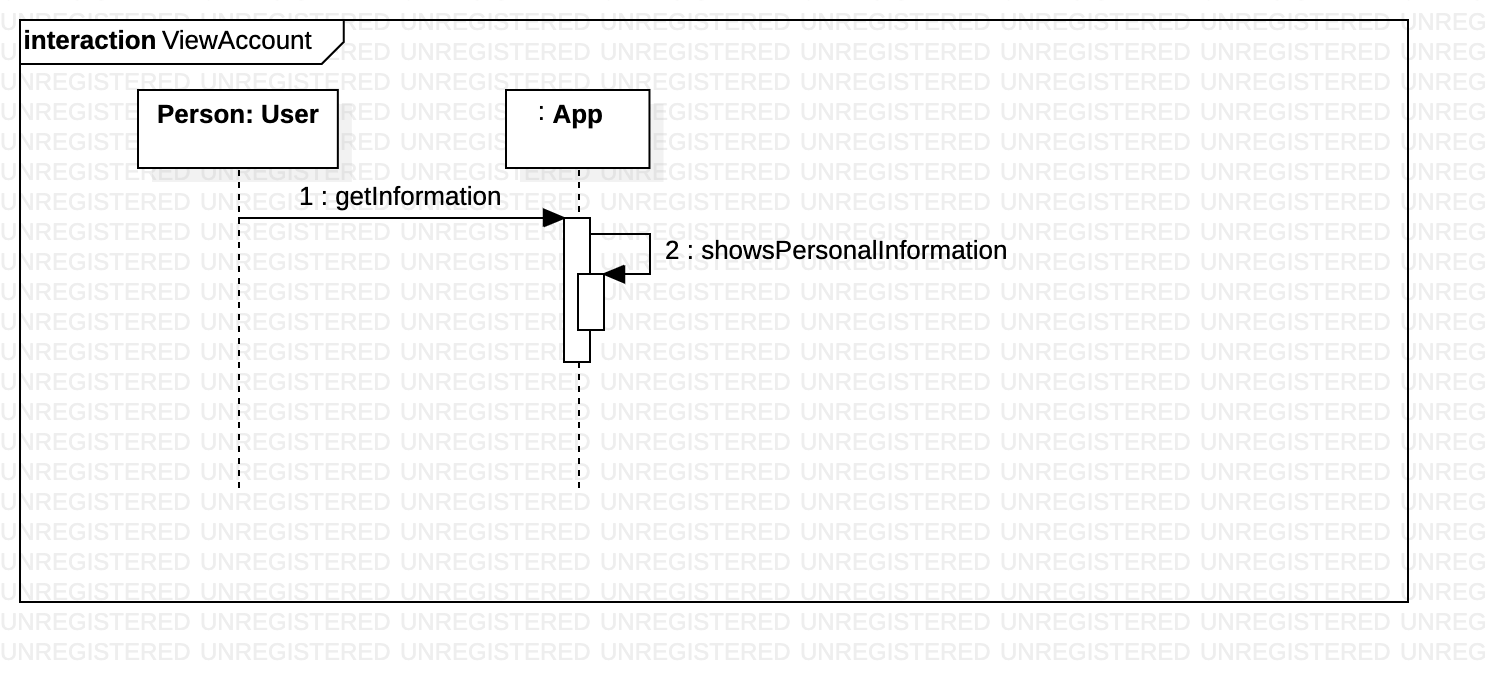 interaction ViewAccount
Person: User
: App
1 : getInformation
2 : showsPersonalInformation
UNREGISTERED UNREGISTERED UNREGISTERED UNREGISTERED UNREGISTERED UNREGISTERED UNREGISTERED UNREG